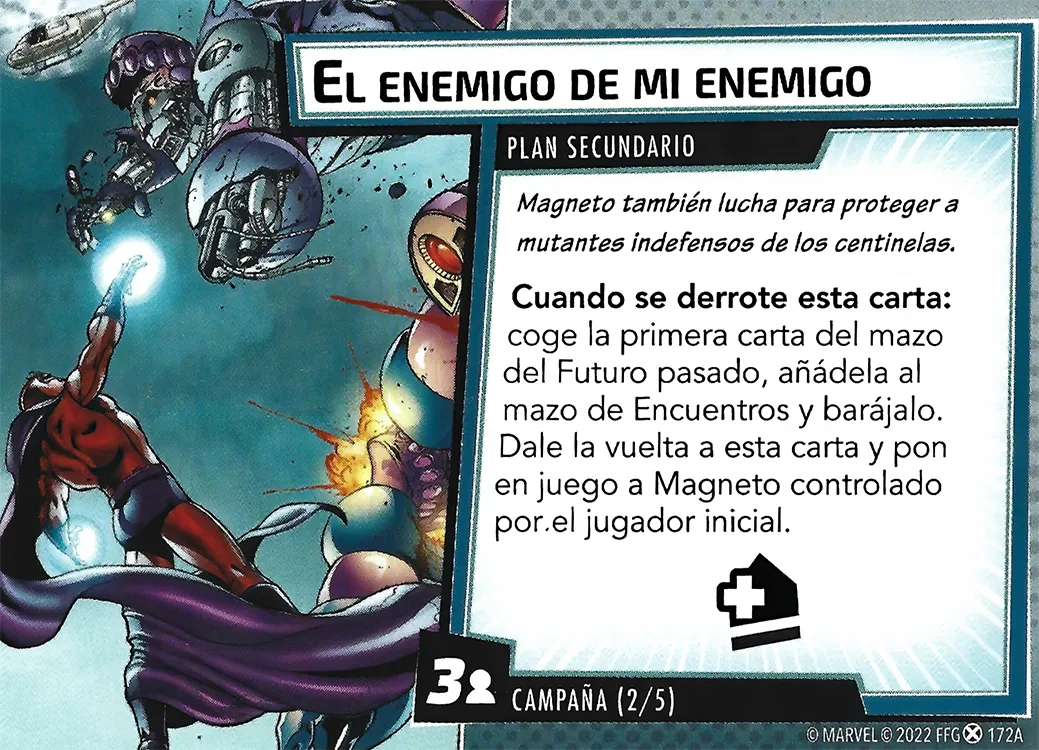 EL ENEMIGO DE MI ENEMIGO
PLAN SECUNDARIO
Magneto también lucha para proteger a
mutantes indefensos de los centinelas.
Cuando se derrote esta carta:
coge la primera carta del mazo
del Futuro pasado, añádela al
mazo de Encuentros y barájalo.
Dale la vuelta a esta carta y pon
en juego a Magneto controlado
por el jugador inicial.
3
CAMPAÑA (2/5)
© MARVEL © 2022 FFG 172A